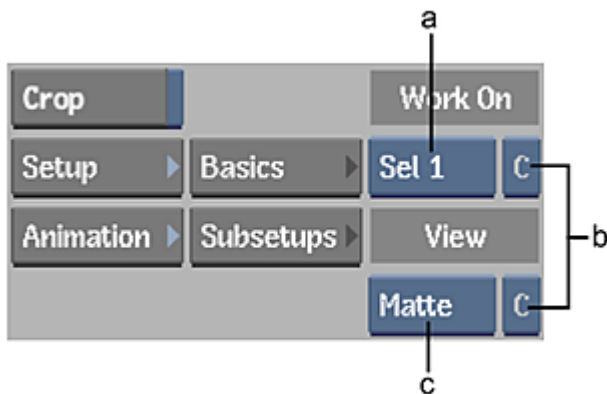 a
Crop Work On
Setup Basics Sel 1 C
b
Animation Subsetups View
Matte C
c